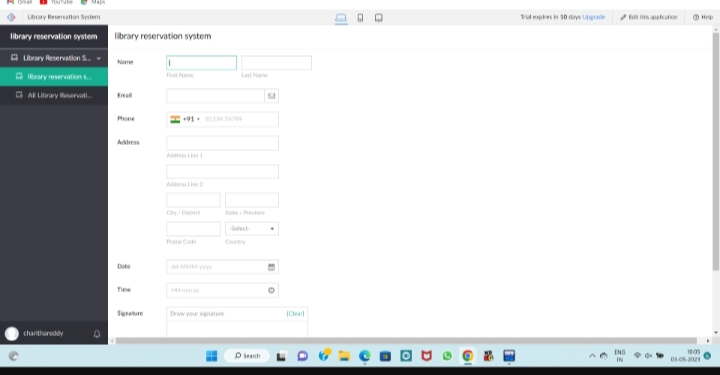 Gmail YouTube Maps
Library Reservation System
Trial expires in 10 days Upgrade Edit this application Help
library reservation system
library reservation system
Library Reservation S...
library reservation s...
All Library Reservati...
Name
First Name Last Name
Email
Phone +91 81234 56789
Address
Address Line 1
Address Line 2
City / District State / Province
-Select-
Postal Code Country
Date dd-MMM-yyyy
Time HH:mm:ss
Signature Draw your signature [Clear]
charithareddy
Search
ENG
IN
18:05
03-05-2023